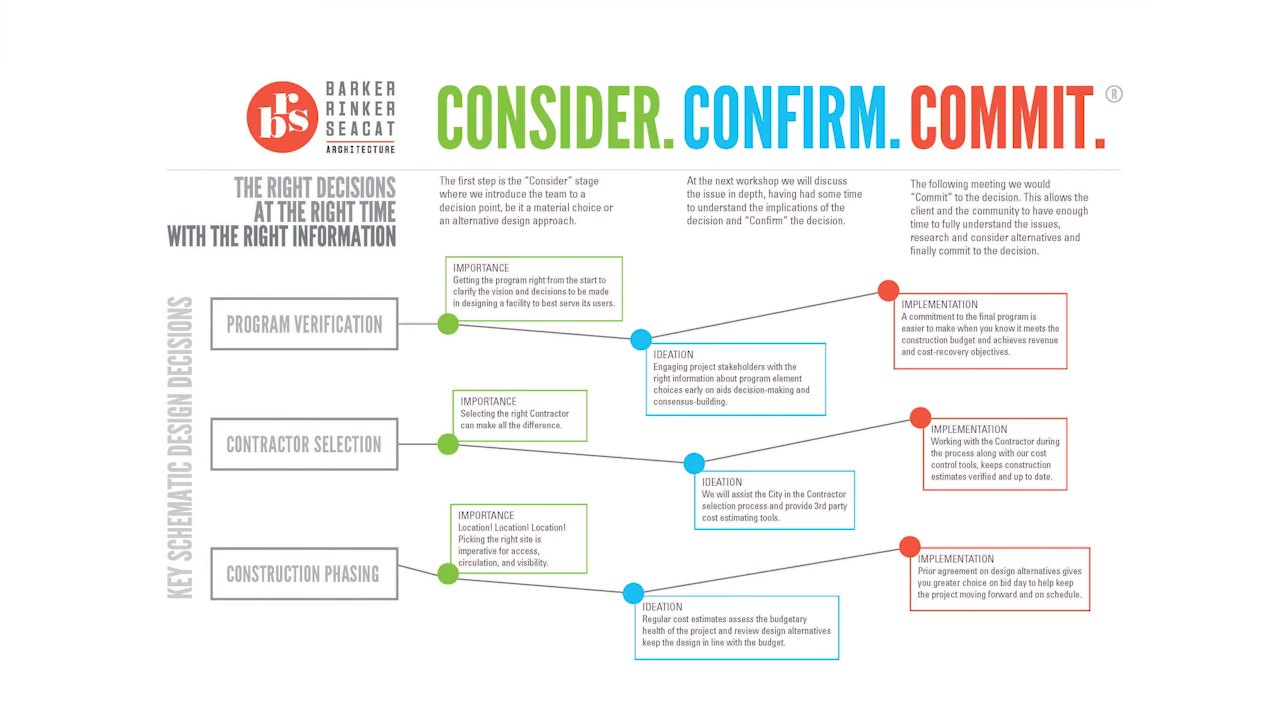 brs
BARKER
RINKER
SEACAT
ARCHITECTURE
CONSIDER. CONFIRM. COMMIT. ®
THE RIGHT DECISIONS
AT THE RIGHT TIME
WITH THE RIGHT INFORMATION
The first step is the “Consider” stage
where we introduce the team to a
decision point, be it a material choice or
an alternative design approach.
At the next workshop we will discuss
the issue in depth, having had some time
to understand the implications of the
decision and “Confirm” the decision.
The following meeting we would
“Commit” to the decision. This allows the
client and the community to have enough
time to fully understand the issues,
research and consider alternatives and
finally commit to the decision.
KEY SCHEMATIC DESIGN DECISIONS
PROGRAM VERIFICATION
IMPORTANCE
Getting the program right from the start to
clarify the vision and decisions to be made
in designing a facility to best serve its users.
IDEATION
Engaging project stakeholders with the
right information about program element
choices early on aids decision-making and
consensus-building.
IMPLEMENTATION
A commitment to the final program is
easier to make when you know it meets the
construction budget and achieves revenue
and cost-recovery objectives.
CONTRACTOR SELECTION
IMPORTANCE
Selecting the right Contractor
can make all the difference.
IDEATION
We will assist the City in the Contractor
selection process and provide 3rd party
cost estimating tools.
IMPLEMENTATION
Working with the Contractor during
the process along with our cost
control tools, keeps construction
estimates verified and up to date.
CONSTRUCTION PHASING
IMPORTANCE
Location! Location! Location!
Picking the right site is
imperative for access,
circulation, and visibility.
IDEATION
Regular cost estimates assess the budgetary
health of the project and review design alternatives
keep the design in line with the budget.
IMPLEMENTATION
Prior agreement on design alternatives gives
you greater choice on bid day to help keep
the project moving forward and on schedule.